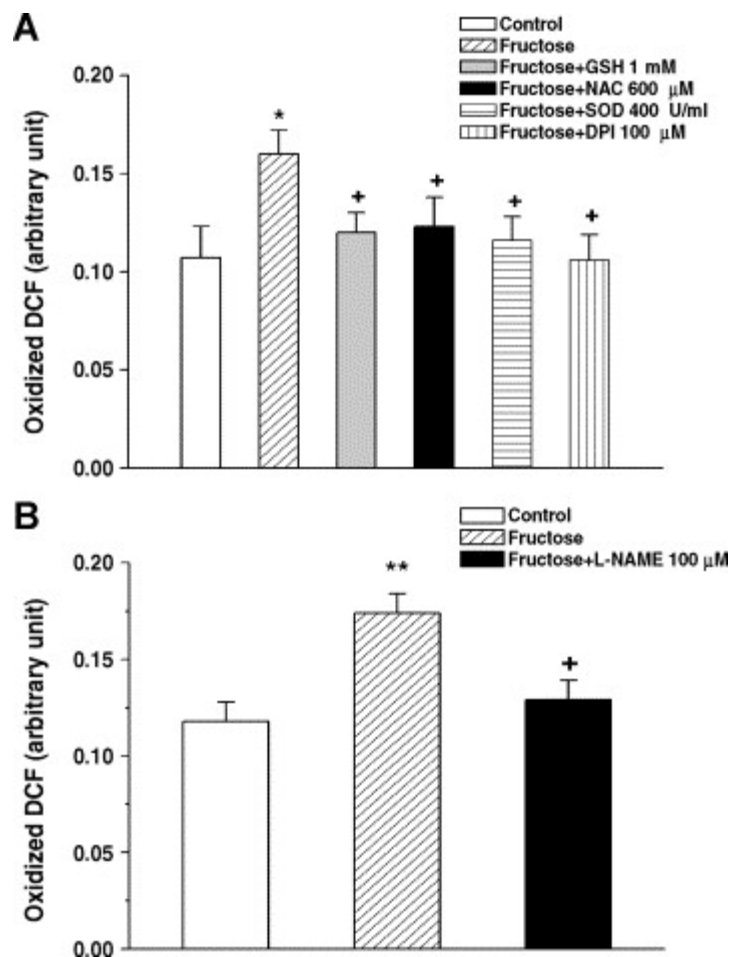 A
Control
Fructose
Fructose+GSH 1 mM
Fructose+NAC 600 μM
Fructose+SOD 400 U/ml
Fructose+DPI 100 μM
Oxidized DCF (arbitrary unit)
0.20
0.15
0.10
0.05
0.00
*
+
+
+
+
B
Control
Fructose
Fructose+L-NAME 100 μM
Oxidized DCF (arbitrary unit)
0.20
0.15
0.10
0.05
0.00
**
+